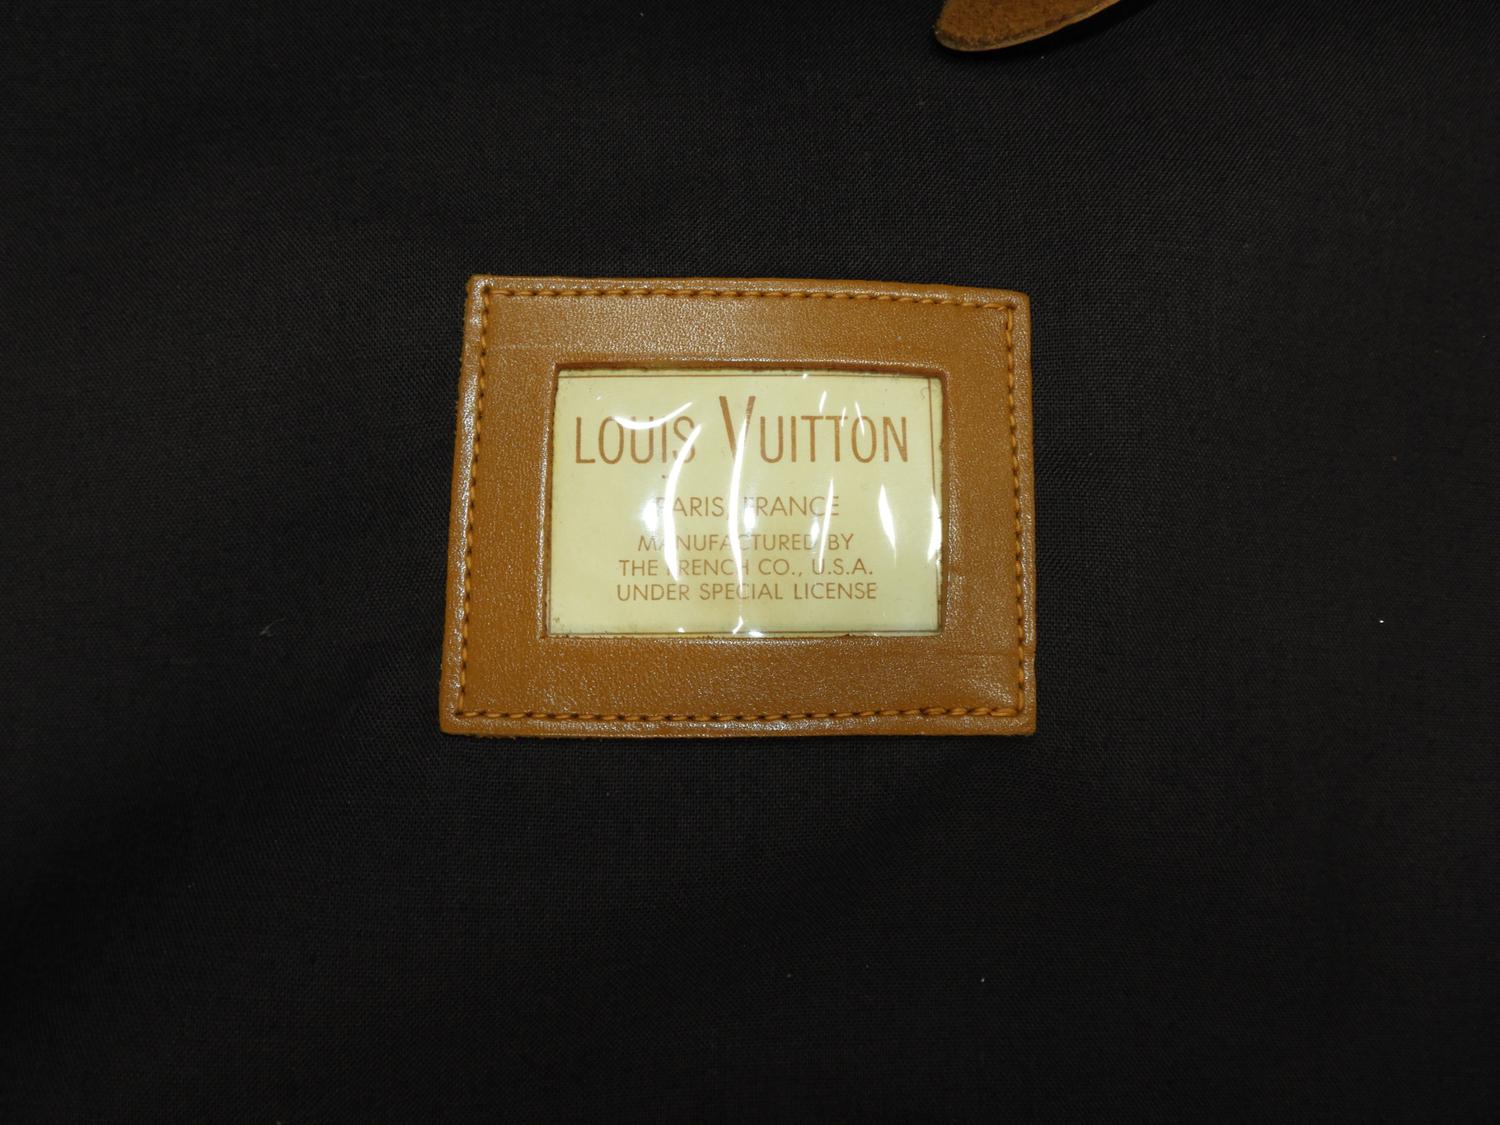 LOUIS VUITTON
PARIS, FRANCE
MANUFACTURED BY
THE FRENCH CO., U.S.A.
UNDER SPECIAL LICENSE